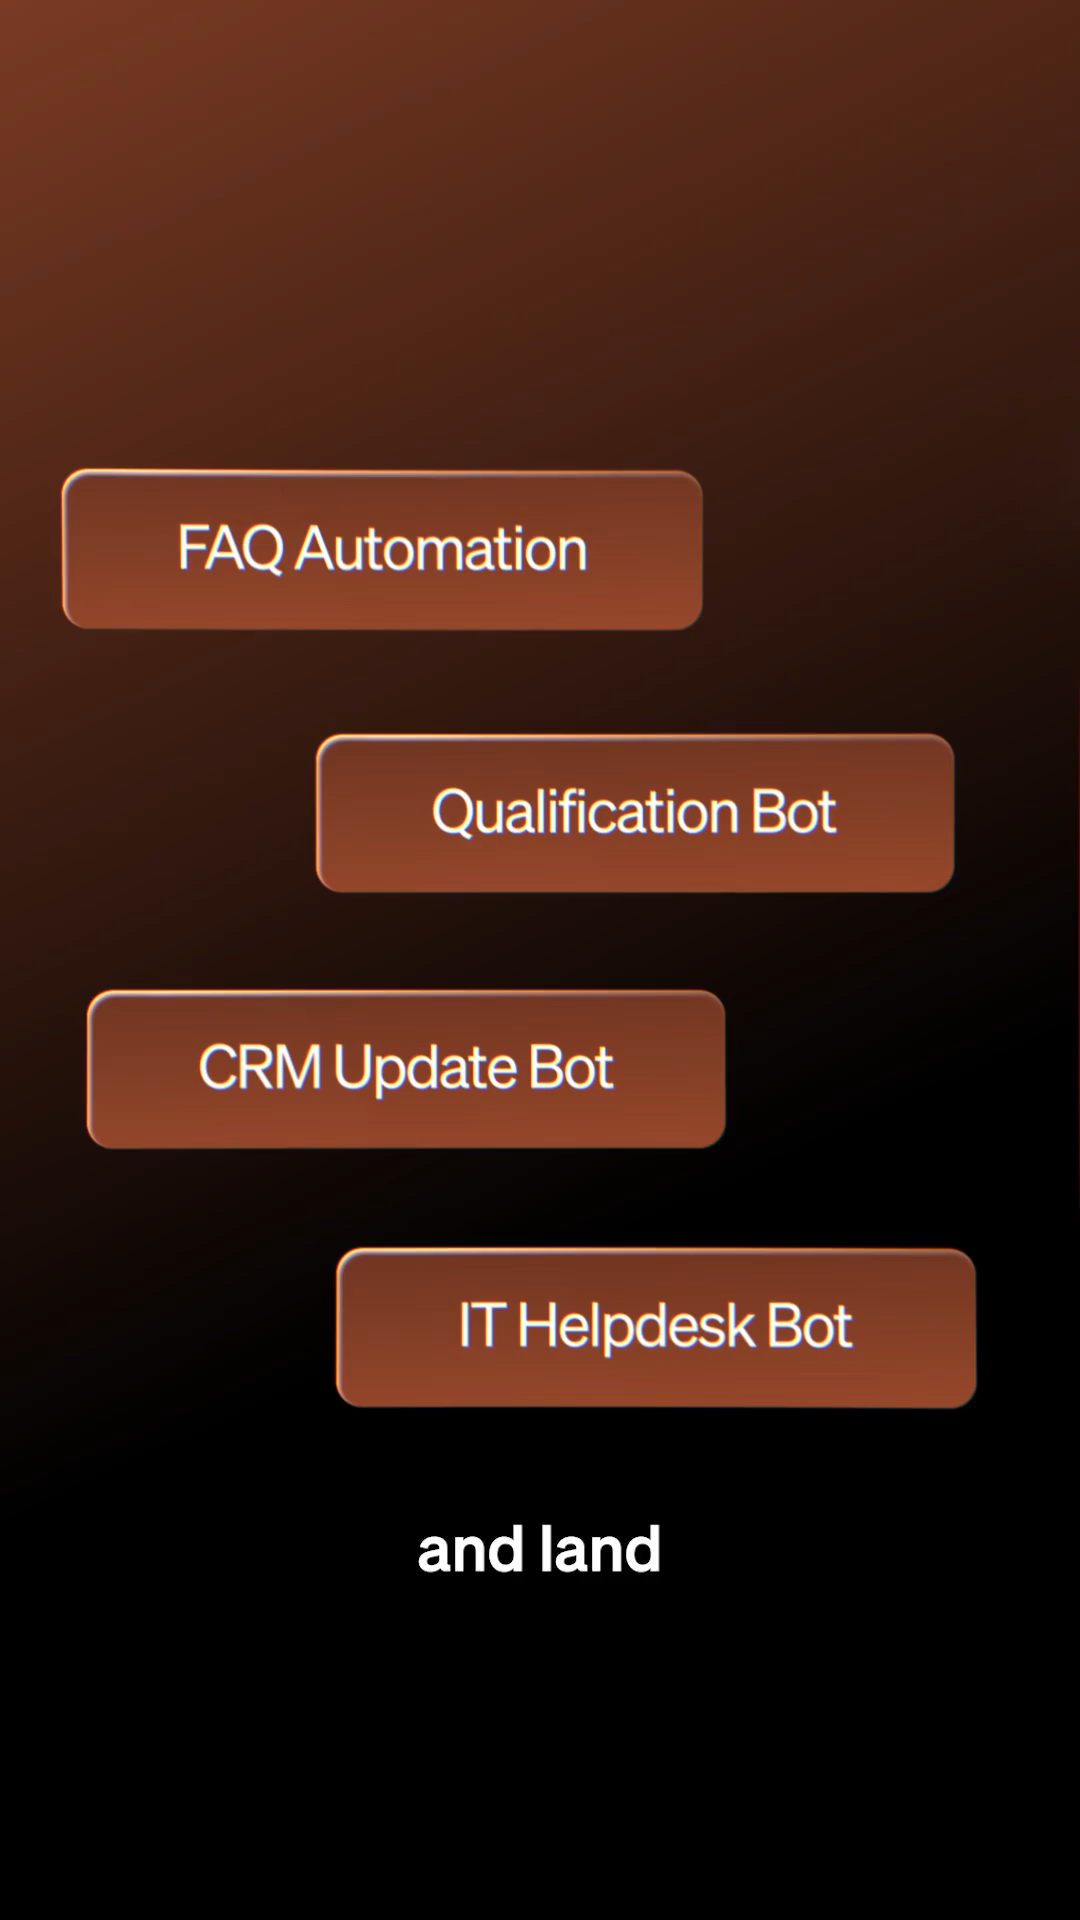 FAQ Automation
Qualification Bot
CRM Update Bot
IT Helpdesk Bot
and land